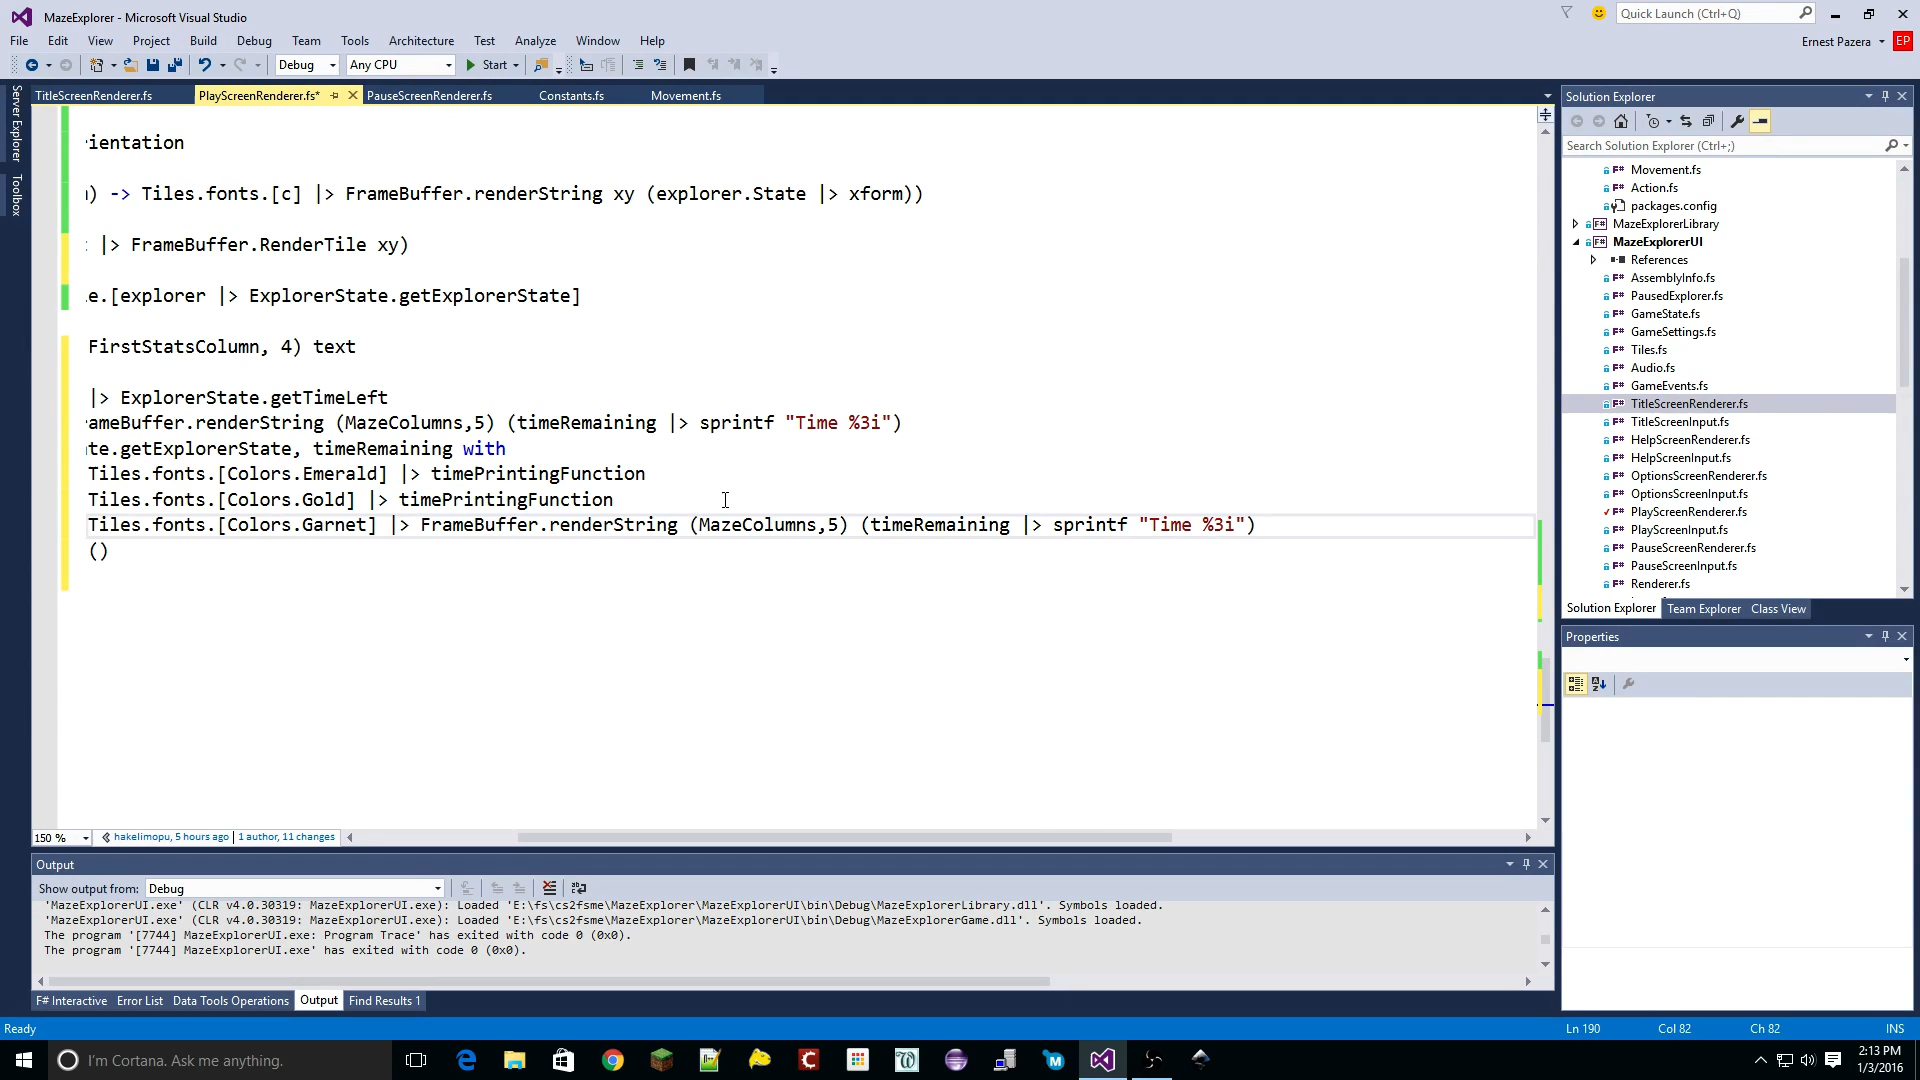 MazeExplorer - Microsoft Visual Studio
Quick Launch (Ctrl+Q)
File Edit View Project Build Debug Team Tools Architecture Test Analyze Window Help
Ernest Pazera EP
Debug Any CPU Start
Server Explorer
Toolbox
TitleScreenRenderer.fs PlayScreenRenderer.fs* PauseScreenRenderer.fs Constants.fs Movement.fs
ientation
) -> Tiles.fonts.[c] |> FrameBuffer.renderString xy (explorer.State |> xform))
|> FrameBuffer.RenderTile xy)
e.[explorer |> ExplorerState.getExplorerState]
FirstStatsColumn, 4) text
|> ExplorerState.getTimeLeft
ameBuffer.renderString (MazeColumns,5) (timeRemaining |> sprintf "Time %3i")
te.getExplorerState, timeRemaining with
Tiles.fonts.[Colors.Emerald] |> timePrintingFunction
Tiles.fonts.[Colors.Gold] |> timePrintingFunction
Tiles.fonts.[Colors.Garnet] |> FrameBuffer.renderString (MazeColumns,5) (timeRemaining |> sprintf "Time %3i")
()
150 % hakelimopu, 5 hours ago | 1 author, 11 changes
Output
Show output from: Debug
'MazeExplorerUI.exe' (CLR v4.0.30319: MazeExplorerUI.exe): Loaded 'E:\fs\cs2fsme\MazeExplorer\MazeExplorerUI\bin\Debug\MazeExplorerLibrary.dll'. Symbols loaded.
'MazeExplorerUI.exe' (CLR v4.0.30319: MazeExplorerUI.exe): Loaded 'E:\fs\cs2fsme\MazeExplorer\MazeExplorerUI\bin\Debug\MazeExplorerGame.dll'. Symbols loaded.
The program '[7744] MazeExplorerUI.exe: Program Trace' has exited with code 0 (0x0).
The program '[7744] MazeExplorerUI.exe' has exited with code 0 (0x0).
F# Interactive Error List Data Tools Operations Output Find Results 1
Solution Explorer
Search Solution Explorer (Ctrl+;)
F# Movement.fs
F# Action.fs
packages.config
F# MazeExplorerLibrary
F# MazeExplorerUI
References
F# AssemblyInfo.fs
F# PausedExplorer.fs
F# GameState.fs
F# GameSettings.fs
F# Tiles.fs
F# Audio.fs
F# GameEvents.fs
F# TitleScreenRenderer.fs
F# TitleScreenInput.fs
F# HelpScreenRenderer.fs
F# HelpScreenInput.fs
F# OptionsScreenRenderer.fs
F# OptionsScreenInput.fs
F# PlayScreenRenderer.fs
F# PlayScreenInput.fs
F# PauseScreenRenderer.fs
F# PauseScreenInput.fs
F# Renderer.fs
Solution Explorer Team Explorer Class View
Properties
Ready Ln 190 Col 82 Ch 82 INS
I'm Cortana. Ask me anything.
2:13 PM
1/3/2016